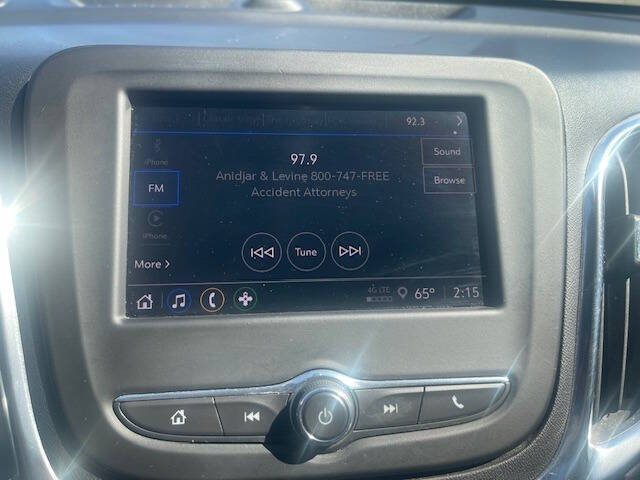 92.3
97.9
Sound
iPhone
Anidjar & Levine 800-747-FREE
FM
Browse
Accident Attorneys
iPhone
Tune
More
4G LTE 65° 2:15